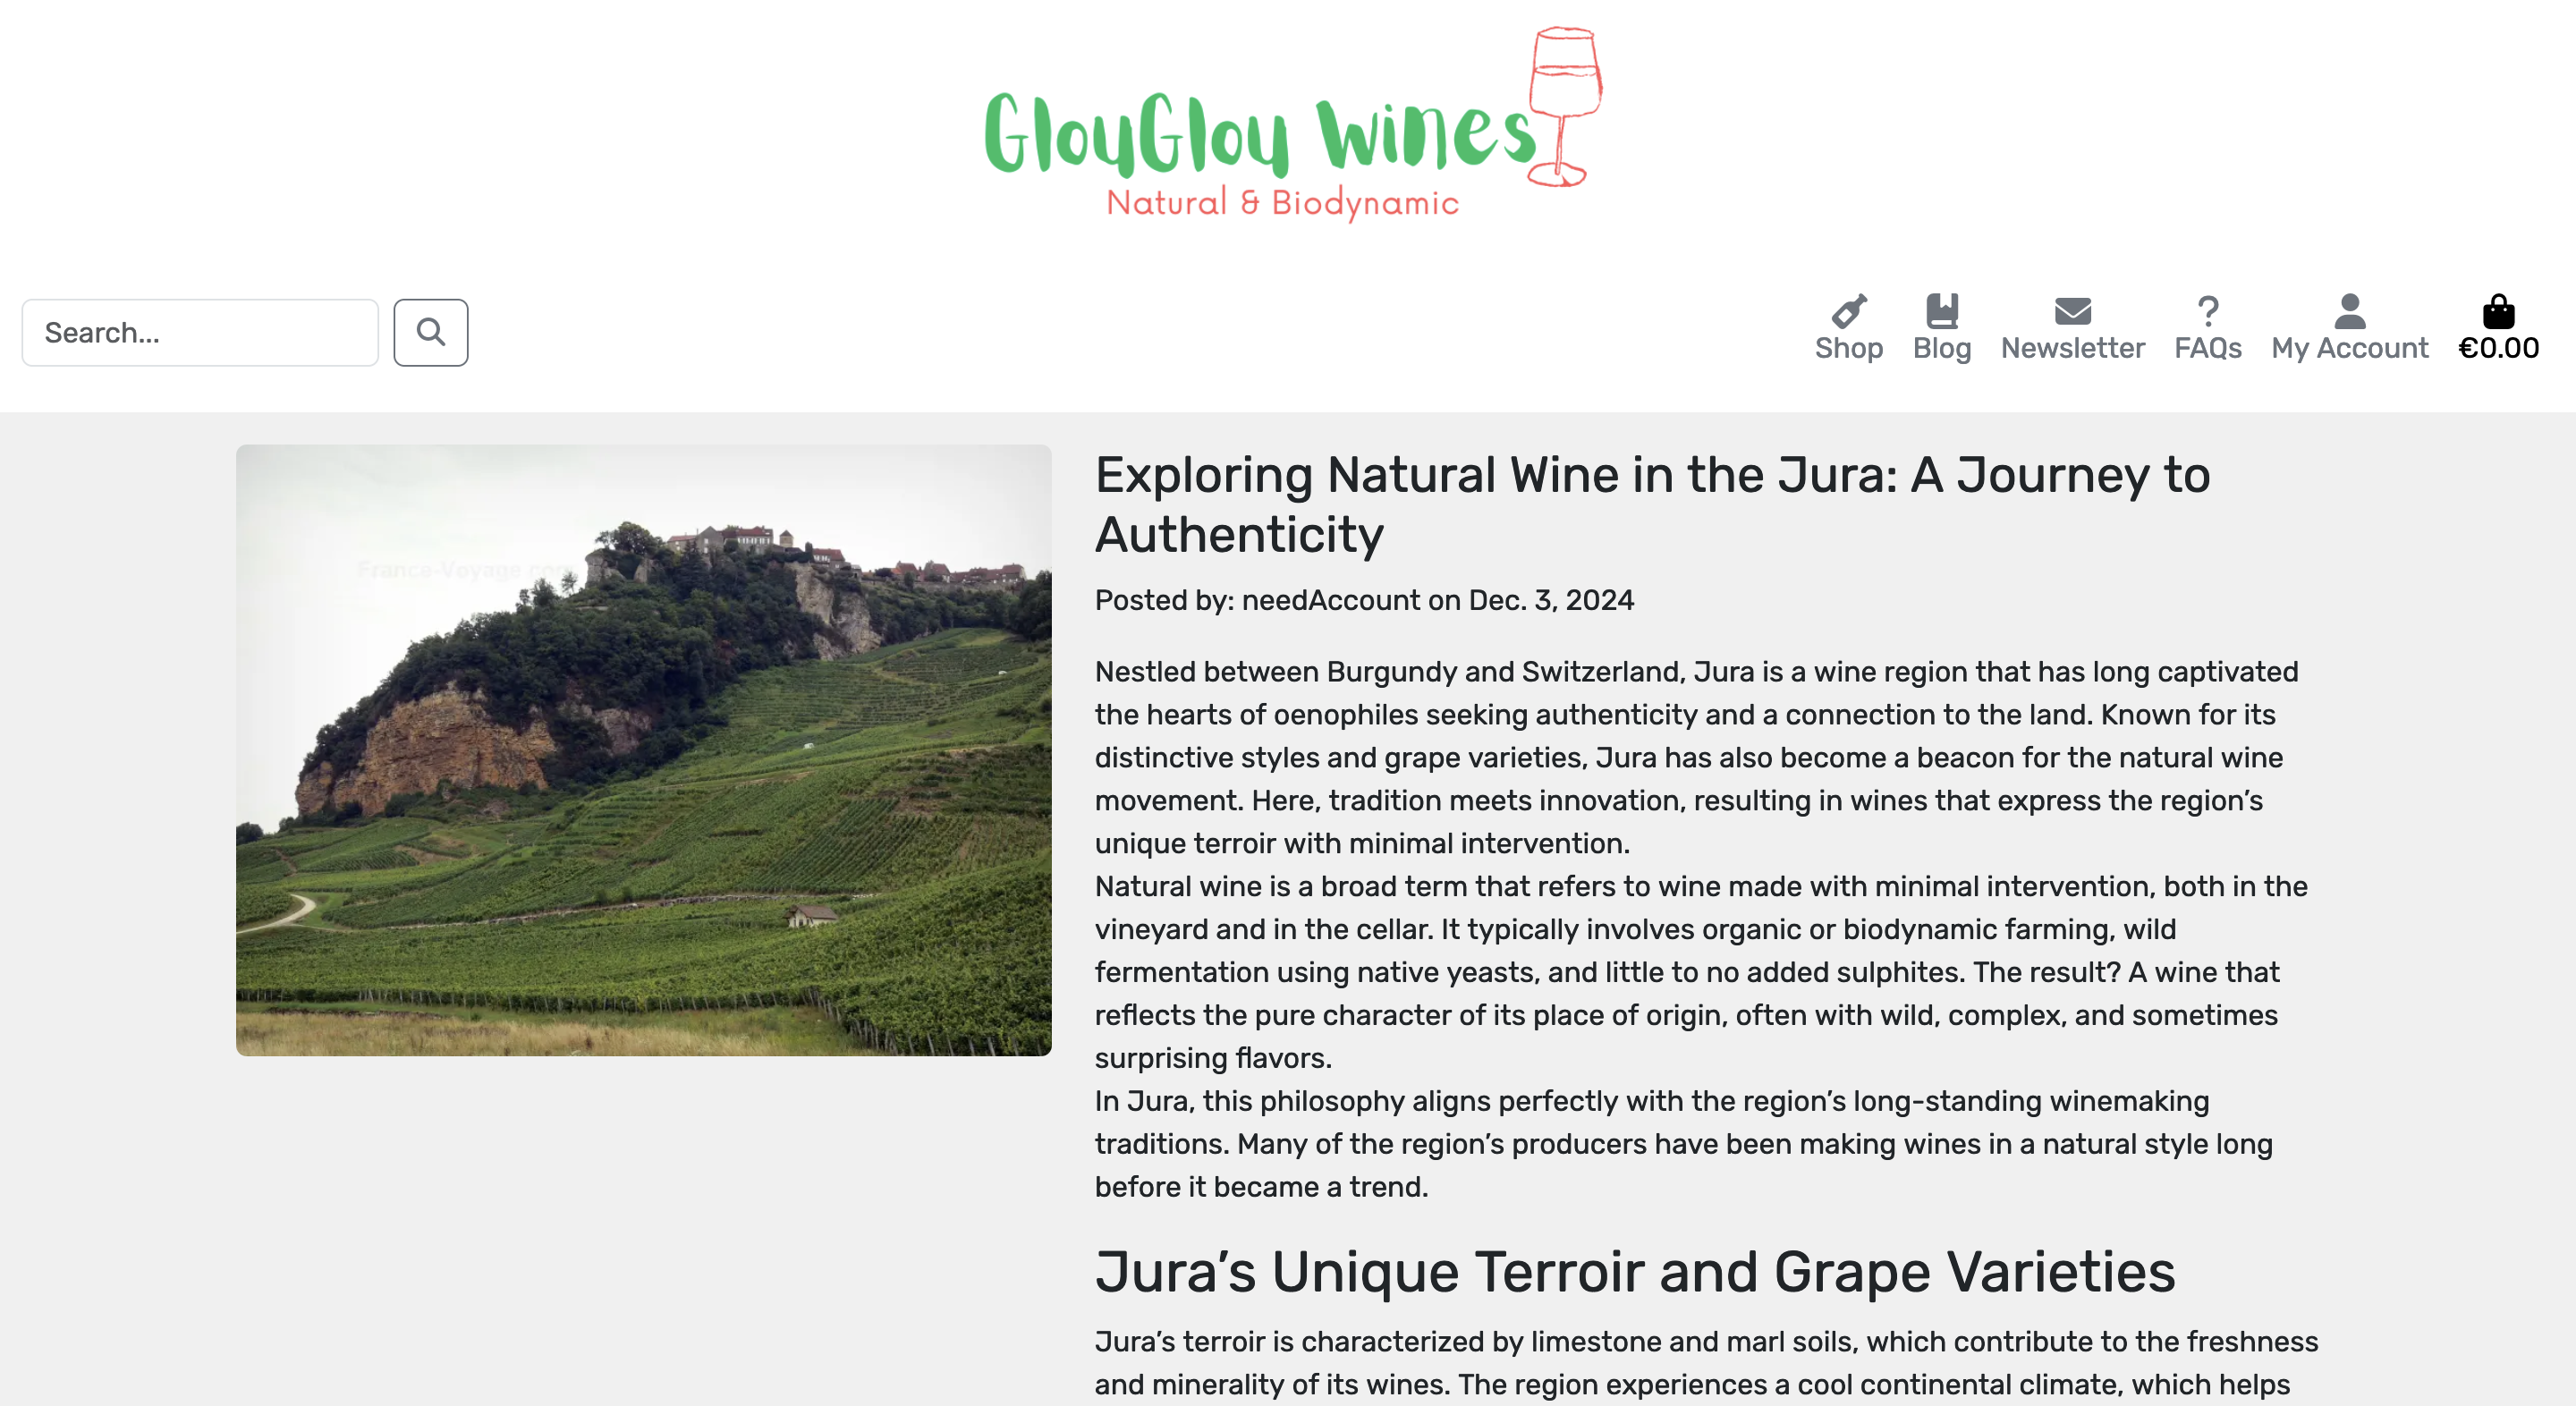 GlouGlou Wines
Natural & Biodynamic
Search...
Shop
Blog
Newsletter
FAQs
My Account
€0.00
France-Voyage.com
Exploring Natural Wine in the Jura: A Journey to
Authenticity
Posted by: needAccount on Dec. 3, 2024
Nestled between Burgundy and Switzerland, Jura is a wine region that has long captivated
the hearts of oenophiles seeking authenticity and a connection to the land. Known for its
distinctive styles and grape varieties, Jura has also become a beacon for the natural wine
movement. Here, tradition meets innovation, resulting in wines that express the region’s
unique terroir with minimal intervention.
Natural wine is a broad term that refers to wine made with minimal intervention, both in the
vineyard and in the cellar. It typically involves organic or biodynamic farming, wild
fermentation using native yeasts, and little to no added sulphites. The result? A wine that
reflects the pure character of its place of origin, often with wild, complex, and sometimes
surprising flavors.
In Jura, this philosophy aligns perfectly with the region’s long-standing winemaking
traditions. Many of the region’s producers have been making wines in a natural style long
before it became a trend.
Jura’s Unique Terroir and Grape Varieties
Jura’s terroir is characterized by limestone and marl soils, which contribute to the freshness
and minerality of its wines. The region experiences a cool continental climate, which helps